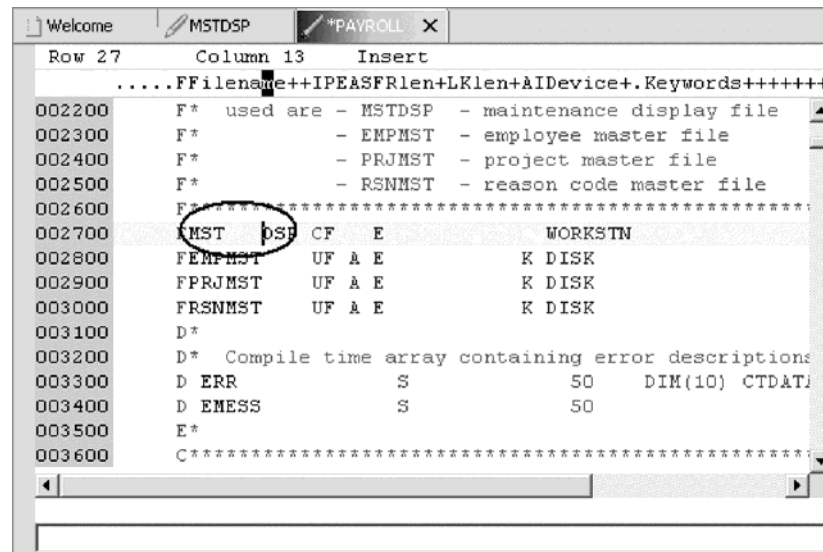 Welcome MSTDSP *PAYROLL X
Row 27 Column 13 Insert
.....FFilename++IPEASFRlen+LKlen+AIDevice+.Keywords+++++++
002200 F* used are - MSTDSP - maintenance display file
002300 F* - EMPMST - employee master file
002400 F* - PRJMST - project master file
002500 F* - RSNMST - reason code master file
002600 F**************************************************
002700 FMST DSP CF E WORKSTN
002800 FEMPMST UF A E K DISK
002900 FPRJMST UF A E K DISK
003000 FRSNMST UF A E K DISK
003100 D*
003200 D* Compile time array containing error descriptions
003300 D ERR S 50 DIM(10) CTDATA
003400 D EMESS S 50
003500 E*
003600 C**************************************************